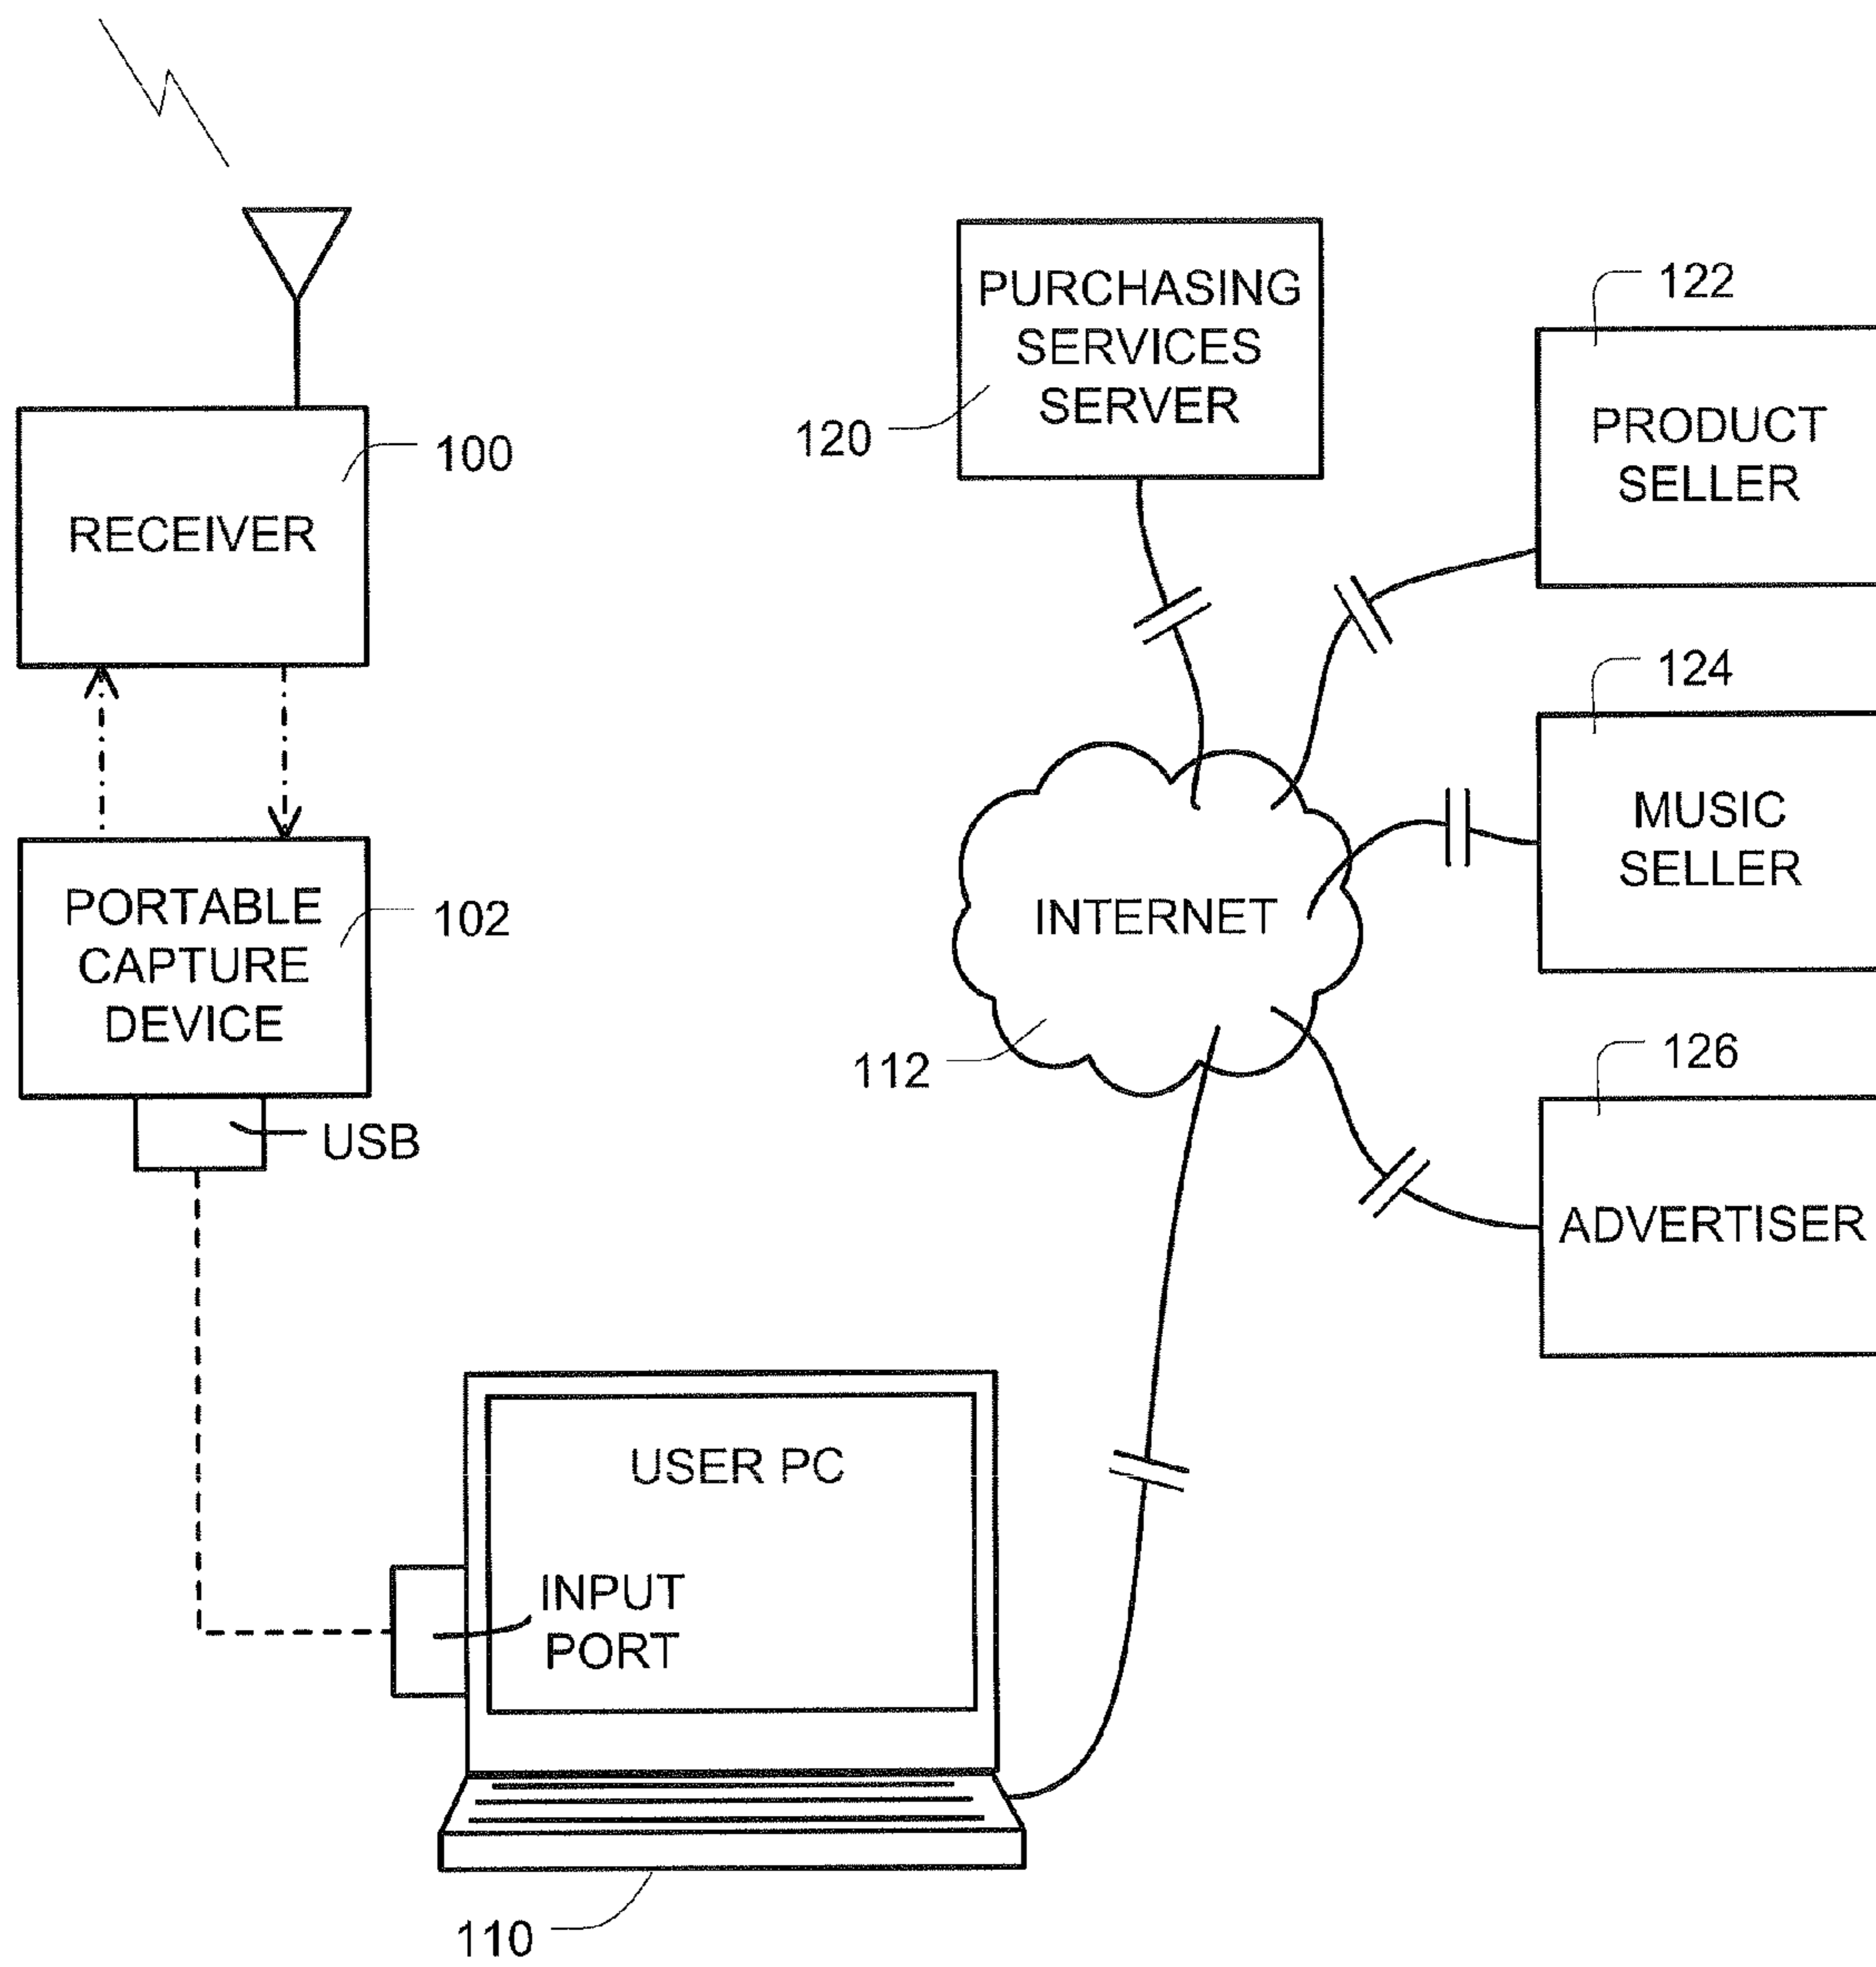 PURCHASING
SERVICES
SERVER
120
122
PRODUCT
SELLER
100
RECEIVER
124
MUSIC
SELLER
PORTABLE
CAPTURE
DEVICE
102
INTERNET
112
126
ADVERTISER
USB
USER PC
INPUT
PORT
110